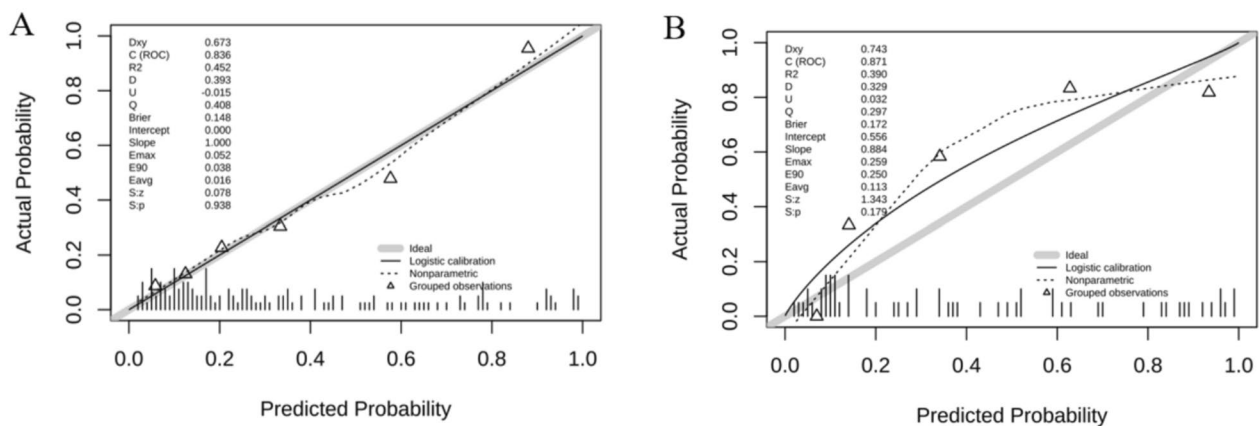 A
Dxy 0.673
C (ROC) 0.836
R2 0.452
D 0.393
U -0.015
Q 0.408
Brier 0.148
Intercept 0.000
Slope 1.000
Emax 0.052
E90 0.038
Eavg 0.016
S:z 0.078
S:p 0.938
Actual Probability
0.0 0.2 0.4 0.6 0.8 1.0
Ideal
Logistic calibration
Nonparametric
Grouped observations
0.0 0.2 0.4 0.6 0.8 1.0
Predicted Probability
B
Dxy 0.743
C (ROC) 0.871
R2 0.390
D 0.329
U 0.032
Q 0.297
Brier 0.172
Intercept 0.556
Slope 0.884
Emax 0.259
E90 0.250
Eavg 0.113
S:z 1.343
S:p 0.179
Actual Probability
0.0 0.2 0.4 0.6 0.8 1.0
Ideal
Logistic calibration
Nonparametric
Grouped observations
0.0 0.2 0.4 0.6 0.8 1.0
Predicted Probability